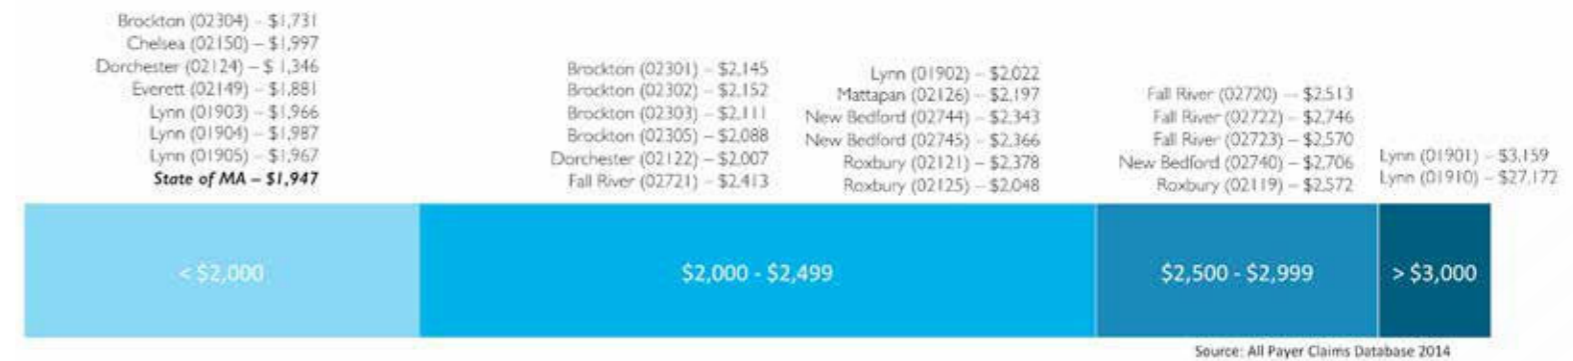 Brockton (02304) – $1,731
Chelsea (02150) – $1,997
Dorchester (02124) – $ 1,346
Everett (02149) – $1,881
Lynn (01903) – $1,966
Lynn (01904) – $1,987
Lynn (01905) – $1,967
State of MA – $1,947
Brockton (02301) – $2,145
Brockton (02302) – $2,152
Brockton (02303) – $2,111
Brockton (02305) – $2,088
Dorchester (02122) – $2,007
Fall River (02721) – $2,413
Lynn (01902) – $2,022
Mattapan (02126) – $2,197
New Bedford (02744) – $2,343
New Bedford (02745) – $2,366
Roxbury (02121) – $2,378
Roxbury (02125) – $2,048
Fall River (02720) – $2,513
Fall River (02722) – $2,746
Fall River (02723) – $2,570
New Bedford (02740) – $2,706
Roxbury (02119) – $2,572
Lynn (01901) – $3,159
Lynn (01910) – $27,172
< $2,000
$2,000 - $2,499
$2,500 - $2,999
> $3,000
Source: All Payer Claims Database 2014